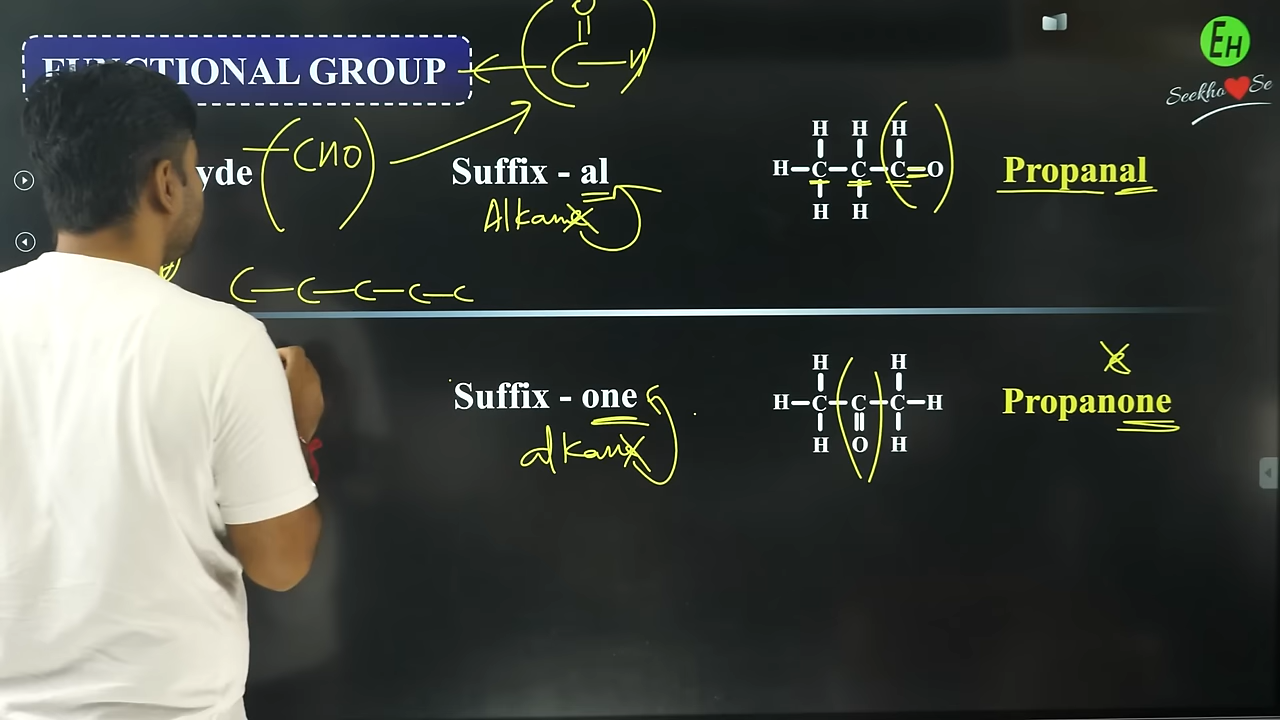 O
||
C—H
FUNCTIONAL GROUP
EH
Seekho ❤ Se
yde
—(CHO)
Suffix - al
Alkane
H H H
H–C–C–C=O
H H
Propanal
C—C—C—C—C
Suffix - one
alkane
H H
H–C–C–C–H
H O H
e
Propanone